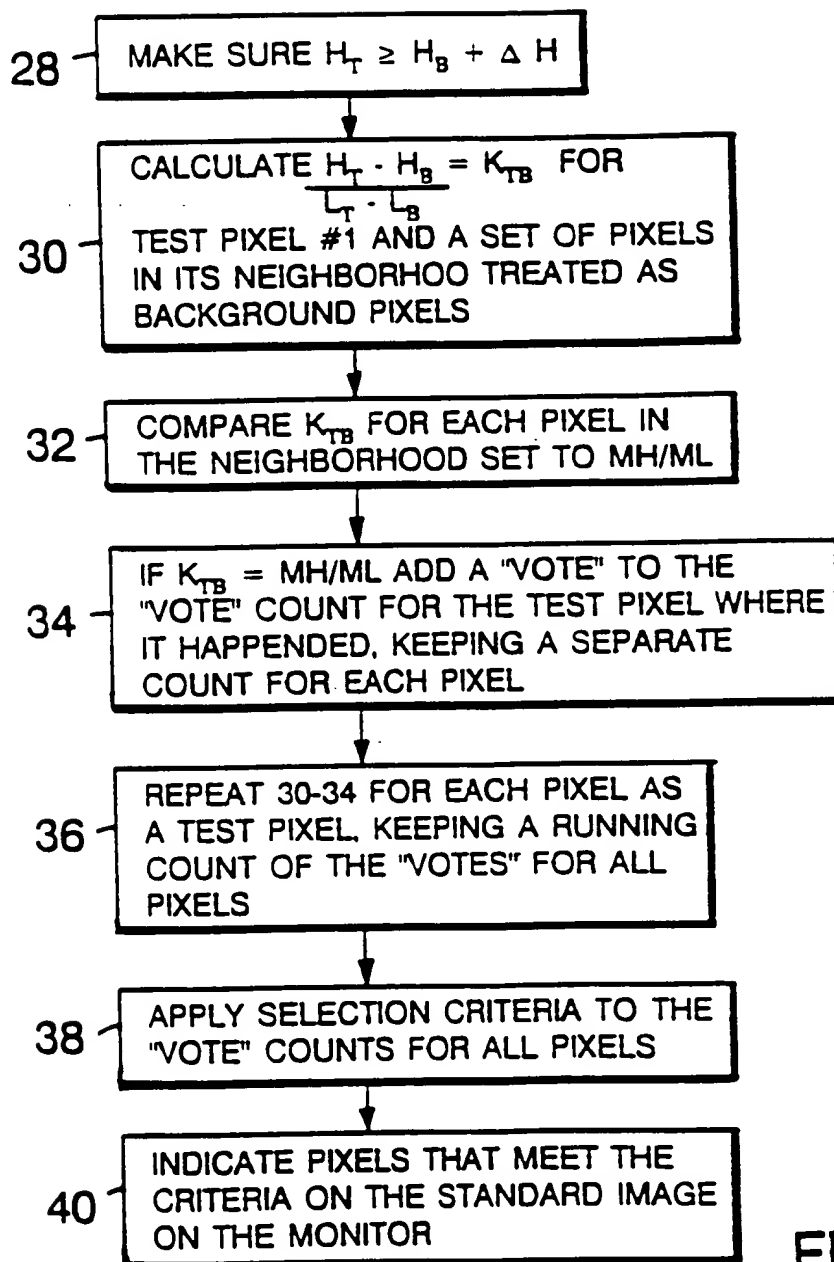 28
MAKE SURE H_T ≥ H_B + Δ H
30
CALCULATE H_T - H_B = K_TB FOR
L_T - L_B
TEST PIXEL #1 AND A SET OF PIXELS
IN ITS NEIGHBORHOO TREATED AS
BACKGROUND PIXELS
32
COMPARE K_TB FOR EACH PIXEL IN
THE NEIGHBORHOOD SET TO MH/ML
34
IF K_TB = MH/ML ADD A "VOTE" TO THE
"VOTE" COUNT FOR THE TEST PIXEL WHERE
IT HAPPENDED, KEEPING A SEPARATE
COUNT FOR EACH PIXEL
36
REPEAT 30-34 FOR EACH PIXEL AS
A TEST PIXEL, KEEPING A RUNNING
COUNT OF THE "VOTES" FOR ALL
PIXELS
38
APPLY SELECTION CRITERIA TO THE
"VOTE" COUNTS FOR ALL PIXELS
40
INDICATE PIXELS THAT MEET THE
CRITERIA ON THE STANDARD IMAGE
ON THE MONITOR